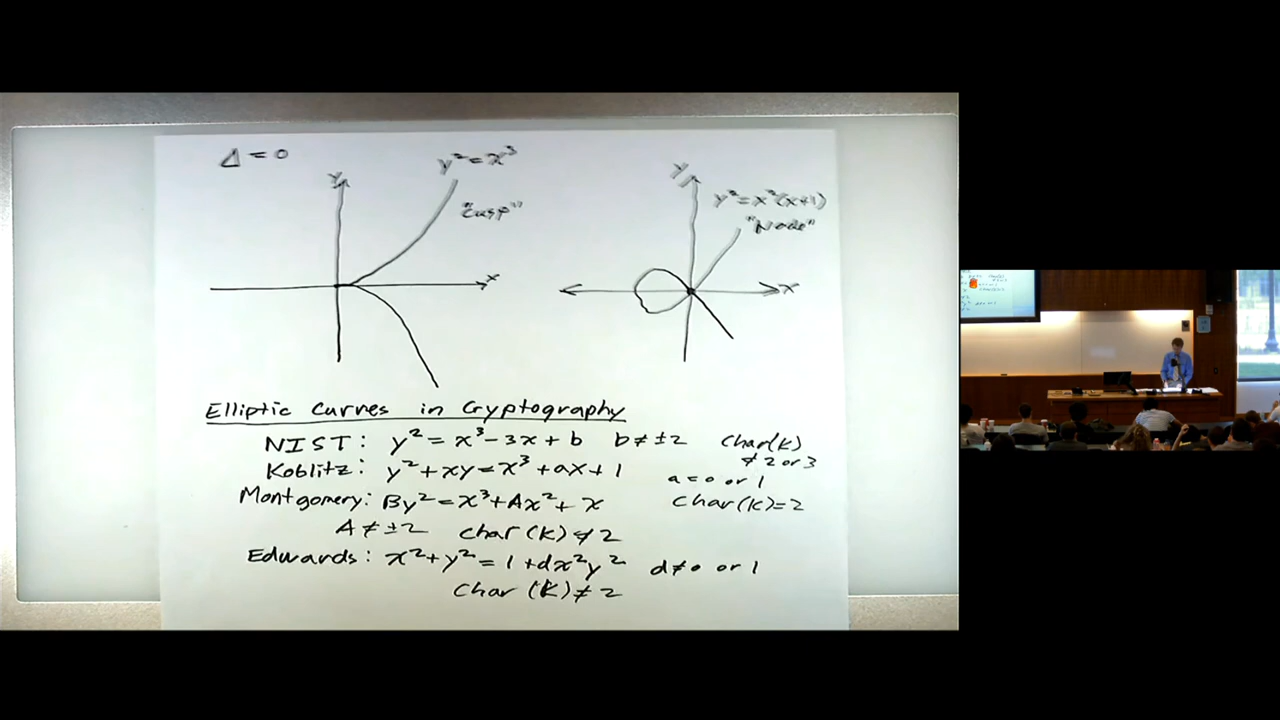 Δ = 0
y² = x³
y
"Cusp"
x
y
y² = x²(x+1)
"Node"
x
Elliptic Curves in Cryptography
NIST: y² = x³ - 3x + b b ≠ ±2 char(k) ≠ 2 or 3
Koblitz: y² + xy = x³ + ax + 1 a = 0 or 1
char(k) = 2
Montgomery: By² = x³ + Ax² + x
A ≠ ±2 char(k) ≠ 2
Edwards: x² + y² = 1 + dx²y² d ≠ 0 or 1
char(k) ≠ 2